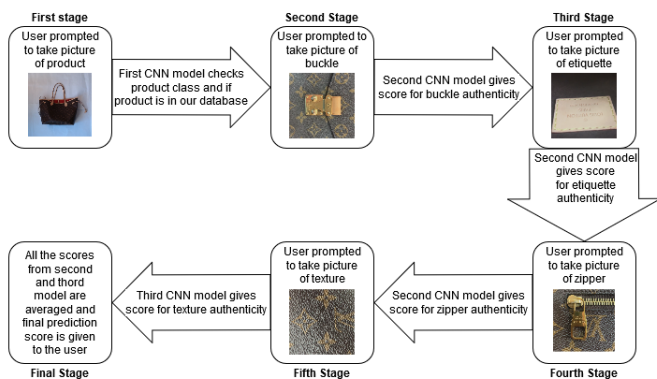 First stage
User prompted
to take picture
of product
First CNN model checks
product class and if
product is in our
database
Second Stage
User prompted to
take picture of
buckle
Second CNN model gives
score for buckle authenticity
Third Stage
User prompted
to take picture
of etiquette
Second CNN model
gives score
for etiquette
authenticity
User prompted
to take picture
of zipper
Fourth Stage
Second CNN model gives
score for zipper authenticity
User prompted
to take picture
of texture
Fifth Stage
Third CNN model gives
score for texture authenticity
All the scores
from second
and thord
model are
averaged and
final prediction
score is given
to the user
Final Stage